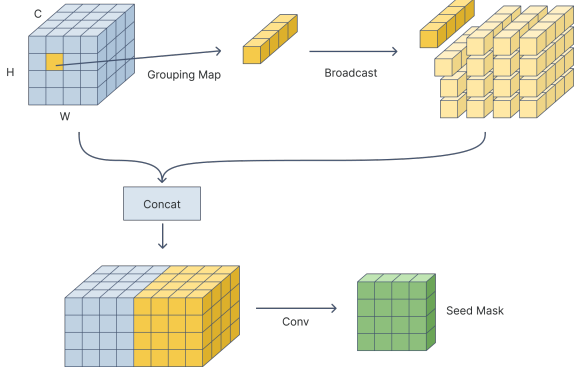 C
H
W
Grouping Map
Broadcast
Concat
Conv
Seed Mask